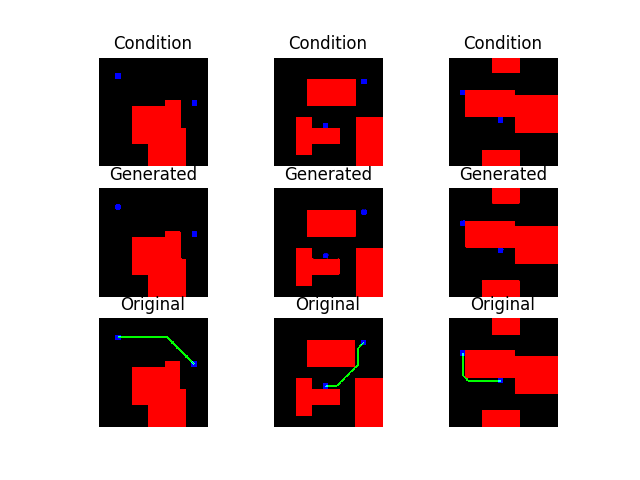 Condition Condition Condition
Generated Generated Generated
Original Original Original